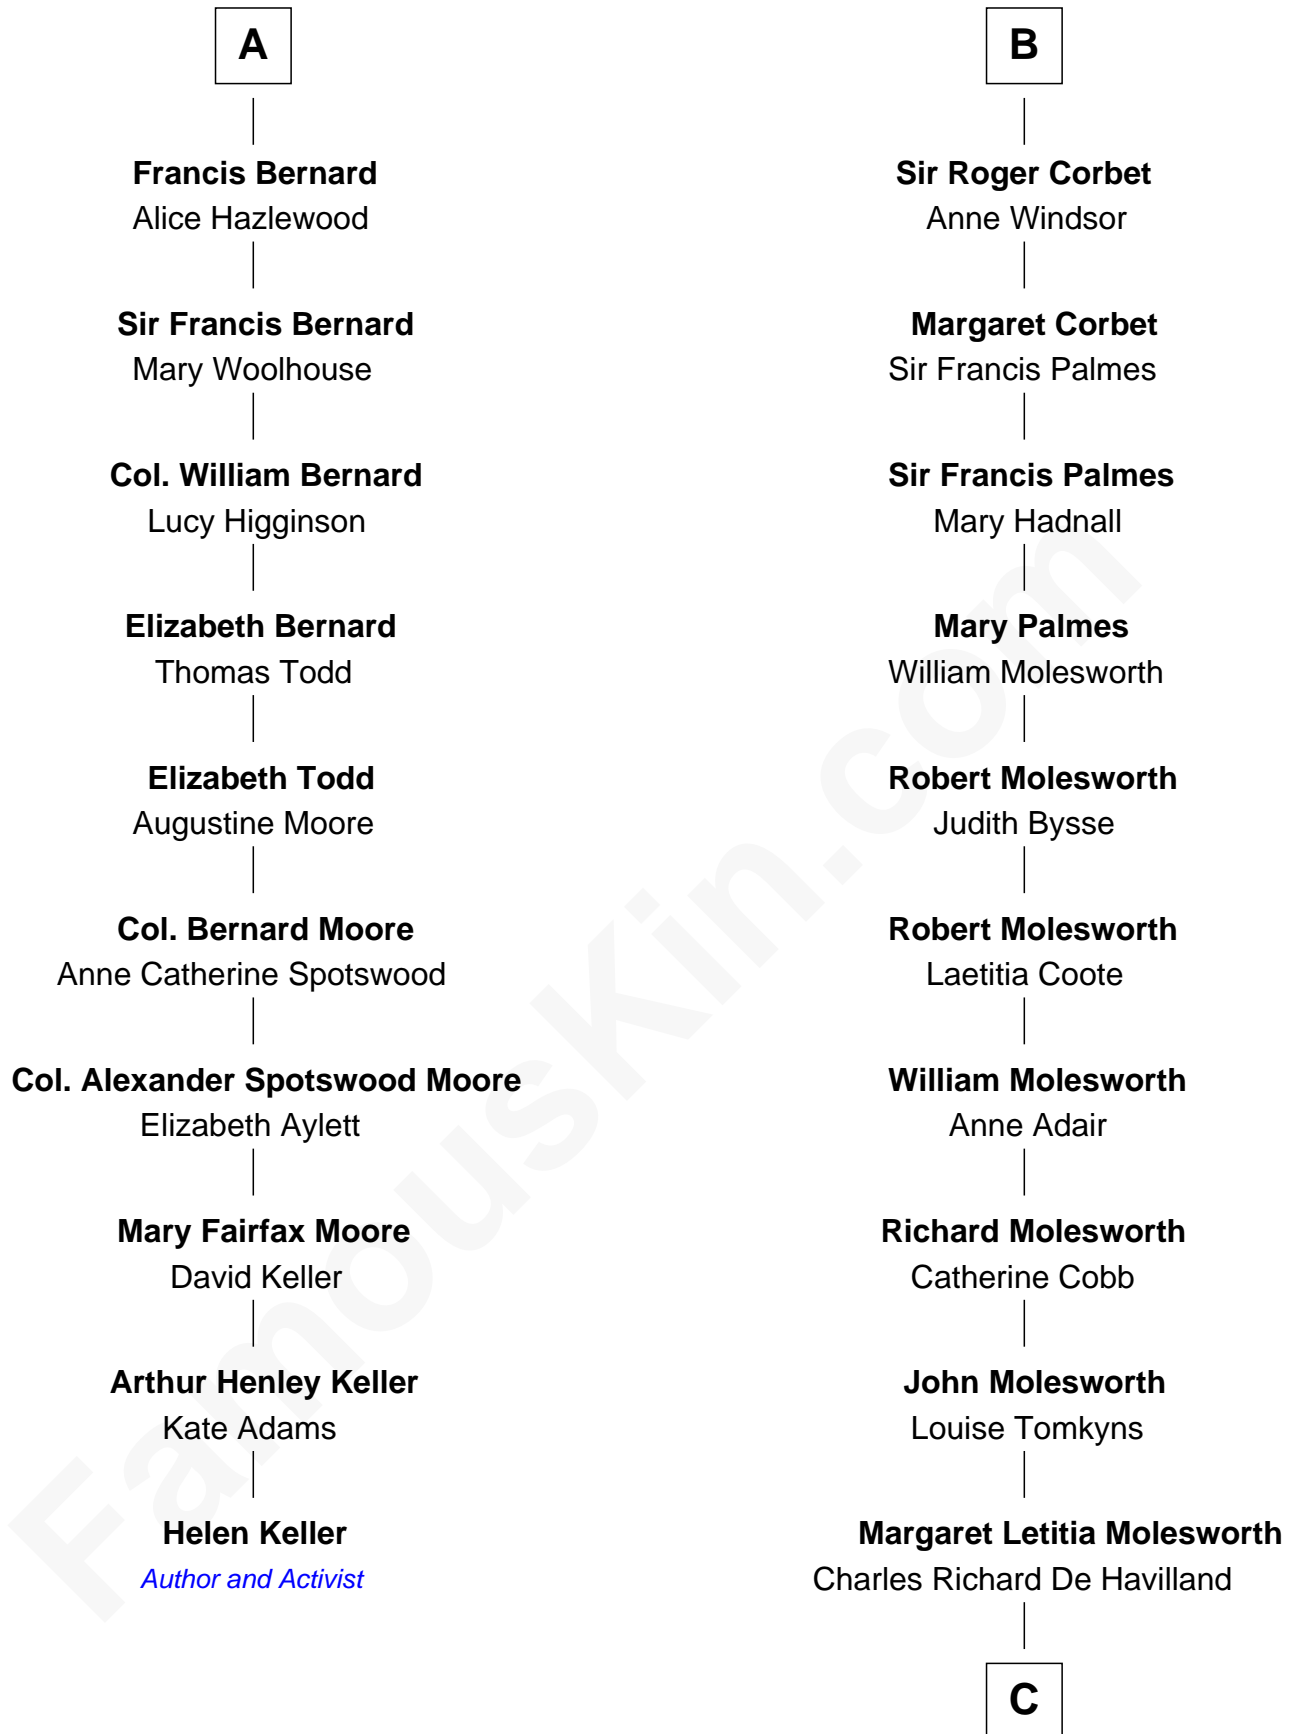 A
Francis Bernard
Alice Hazlewood
Sir Francis Bernard
Mary Woolhouse
Col. William Bernard
Lucy Higginson
Elizabeth Bernard
Thomas Todd
Elizabeth Todd
Augustine Moore
Col. Bernard Moore
Anne Catherine Spotswood
Col. Alexander Spotswood Moore
Elizabeth Aylett
Mary Fairfax Moore
David Keller
Arthur Henley Keller
Kate Adams
Helen Keller
Author and Activist
B
Sir Roger Corbet
Anne Windsor
Margaret Corbet
Sir Francis Palmes
Sir Francis Palmes
Mary Hadnall
Mary Palmes
William Molesworth
Robert Molesworth
Judith Bysse
Robert Molesworth
Laetitia Coote
William Molesworth
Anne Adair
Richard Molesworth
Catherine Cobb
John Molesworth
Louise Tomkyns
Margaret Letitia Molesworth
Charles Richard De Havilland
C
FamousKin.com